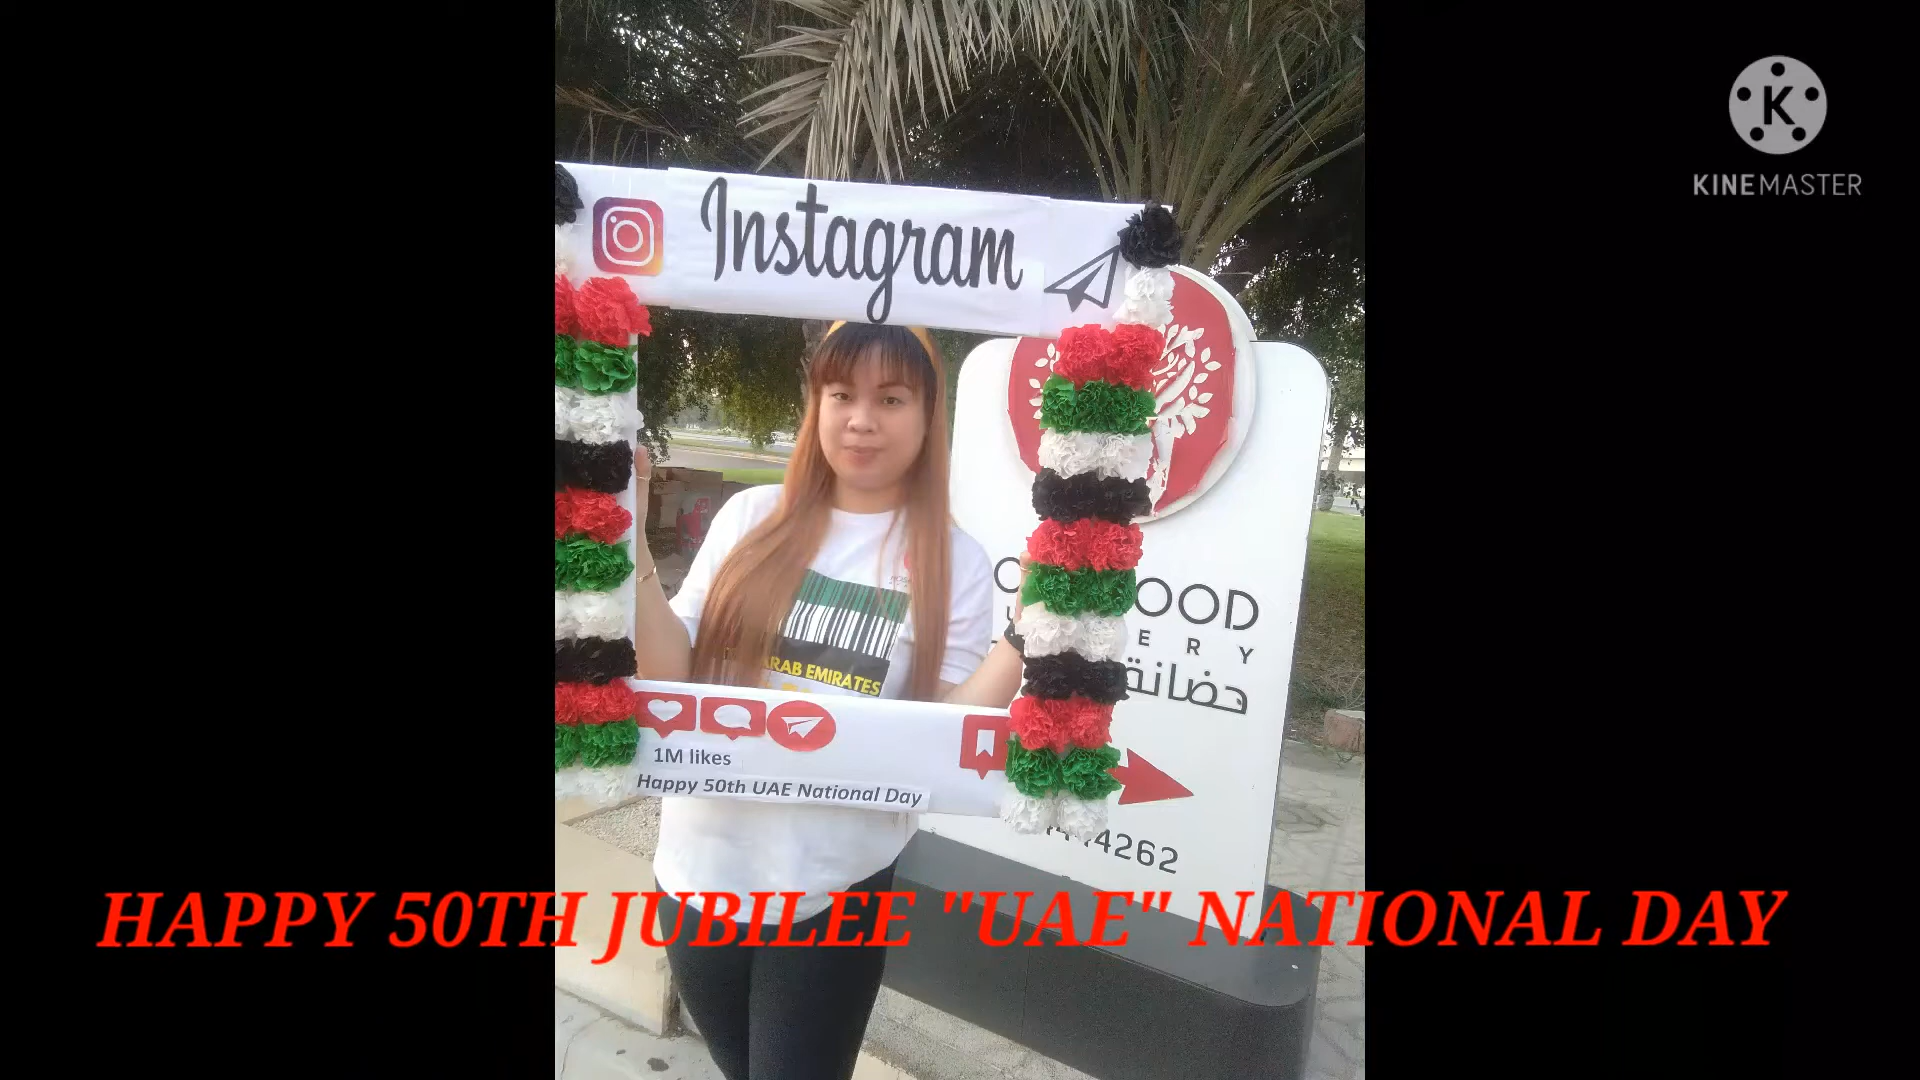 K
KINEMASTER
Instagram
OOD
E R Y
حضانة
ARAB EMIRATES
1M likes
Happy 50th UAE National Day
4262
HAPPY 50TH JUBILEE "UAE" NATIONAL DAY